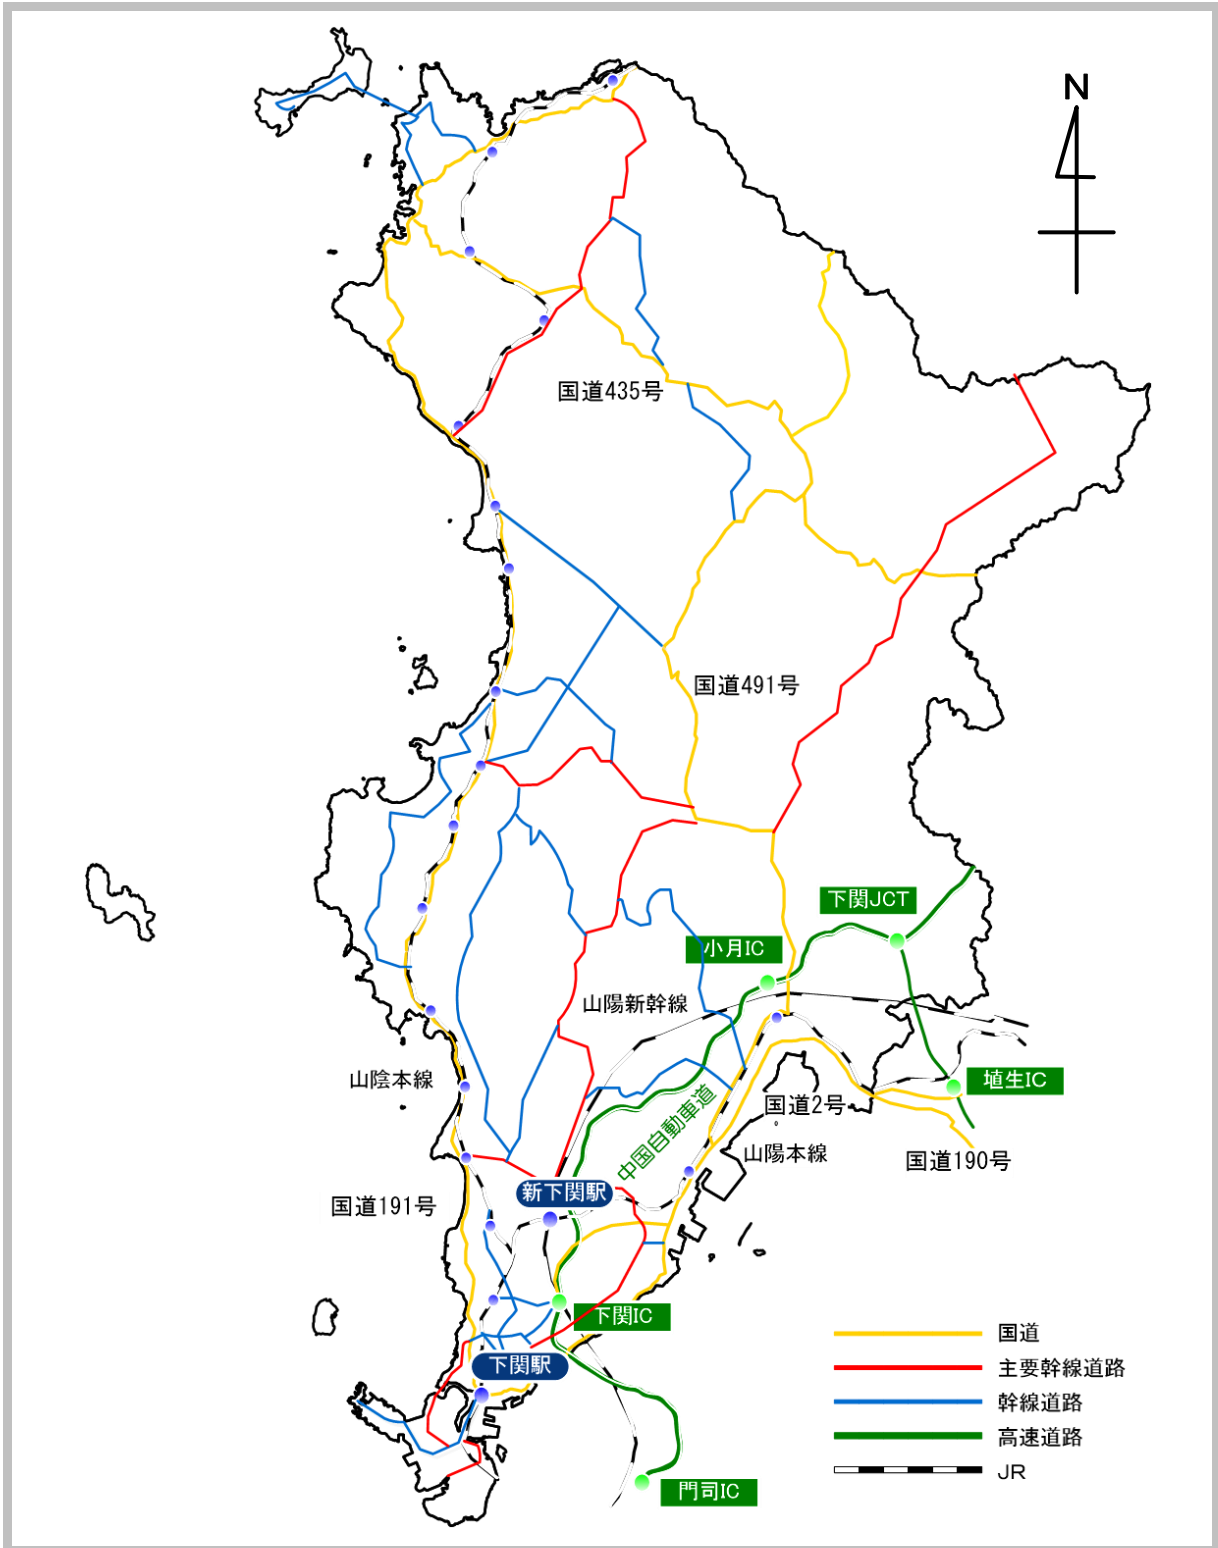 N
国道435号
国道491号
下関JCT
小月IC
山陽新幹線
山陰本線
埴生IC
国道2号
中国自動車道
山陽本線
国道190号
新下関駅
国道191号
下関IC
下関駅
門司IC
国道
主要幹線道路
幹線道路
高速道路
JR